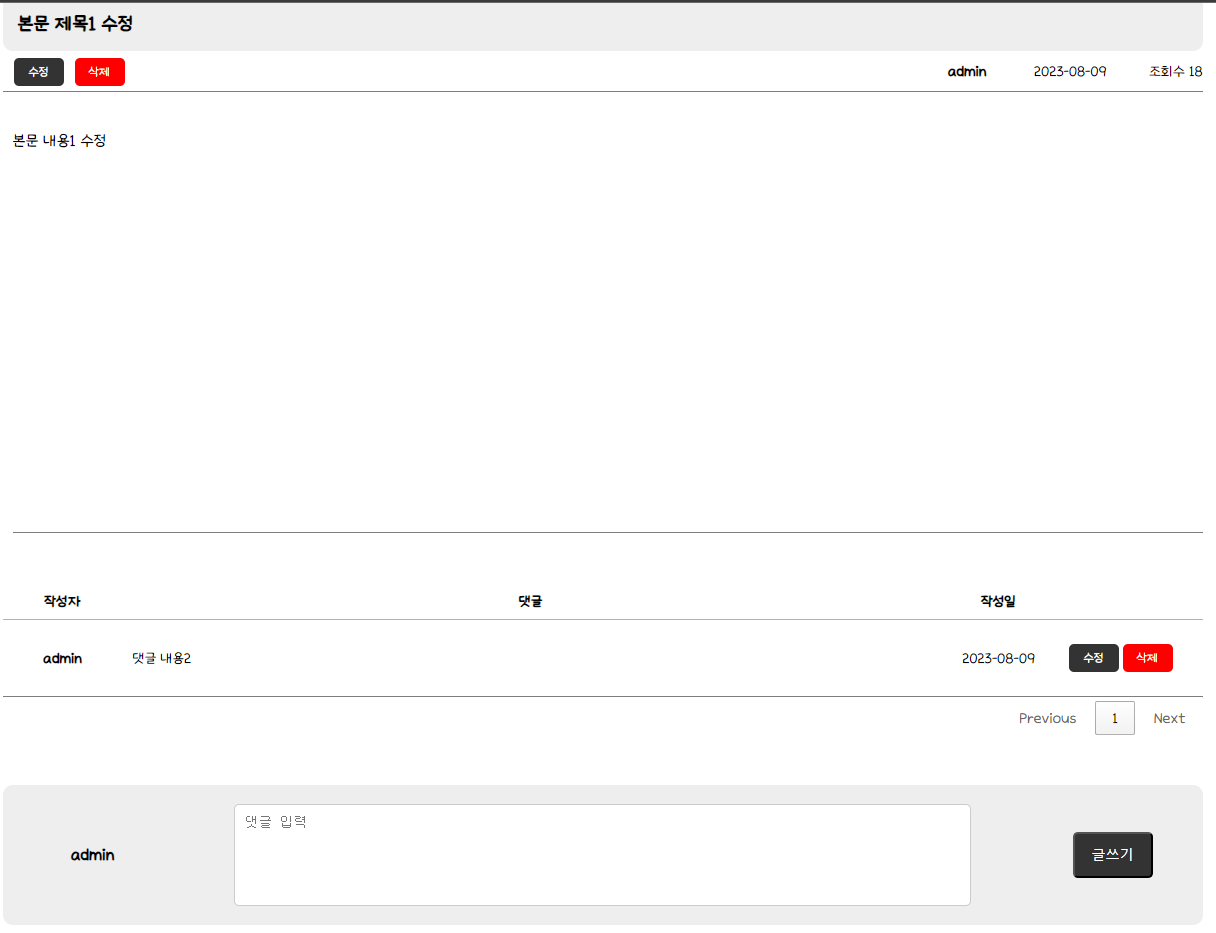 본문 제목1 수정
수정 삭제 admin 2023-08-09 조회수 18
본문 내용1 수정
작성자 댓글 작성일
admin 댓글 내용2 2023-08-09 수정 삭제
Previous 1 Next
댓글 입력
admin 글쓰기